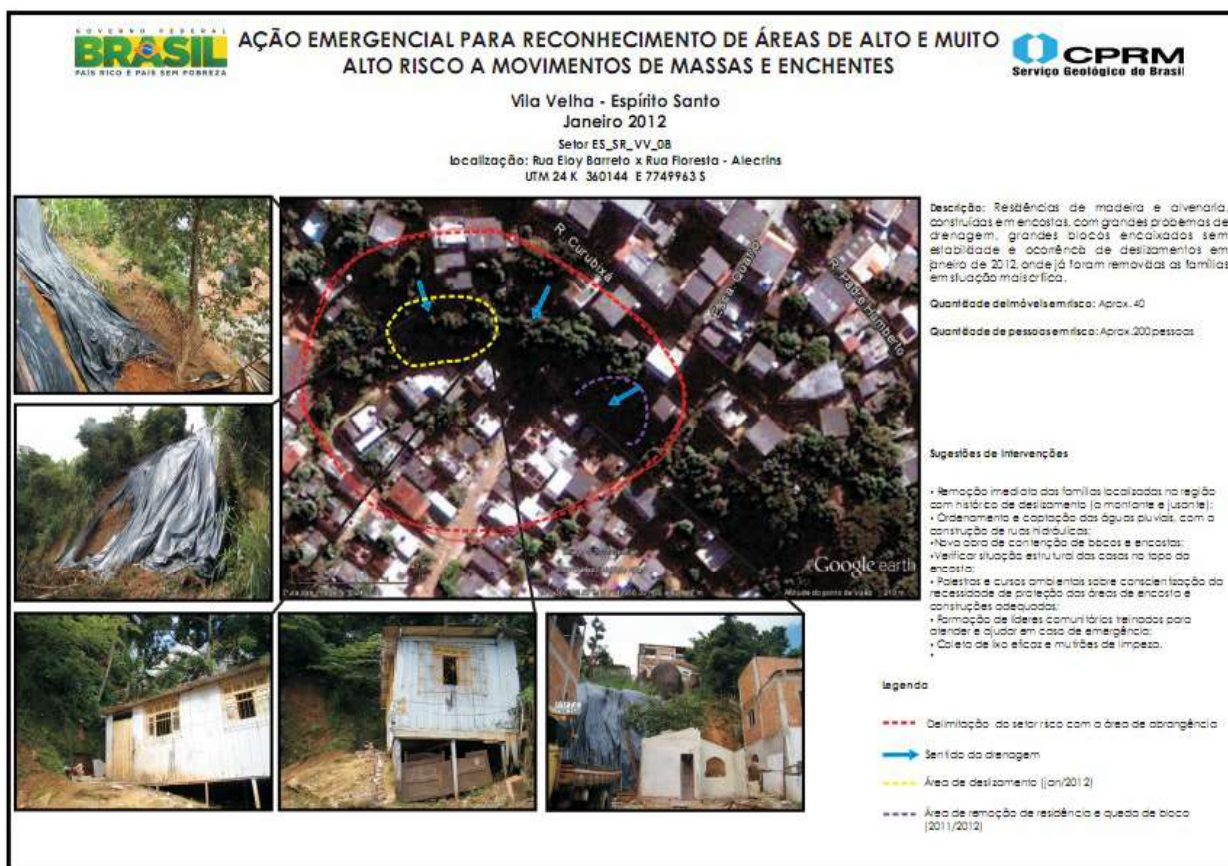 GOVERNO FEDERAL
BRASIL
PAÍS RICO É PAÍS SEM POBREZA
AÇÃO EMERGENCIAL PARA RECONHECIMENTO DE ÁREAS DE ALTO E MUITO
ALTO RISCO A MOVIMENTOS DE MASSAS E ENCHENTES
CPRM
Serviço Geológico do Brasil
Vila Velha - Espírito Santo
Janeiro 2012
Setor ES_SR_VV_08
Localização: Rua Eloy Barreto x Rua Floresta - Alecrins
UTM 24 K 360144 E 7749963 S
R. Curubixá
R. Padre Humberto
Google earth
Descrição: Residências de madeira e alvenaria,
construídas em encostas, com grandes problemas de
drenagem, grandes blocos encaixados sem
estabilidade e ocorrência de deslizamentos em
janeiro de 2012, onde já foram removidas as famílias
em situação mais crítica.
Quantidade de imóveis em risco: Aprox. 40
Quantidade de pessoas em risco: Aprox. 200 pessoas
Sugestões de Intervenções
• Remoção imediata das famílias localizadas na região
com histórico de deslizamento (a montante e jusante);
• Ordenamento e captação das águas pluviais, com a
construção de ruas hidráulicas;
• Nova obra de contenção de blocos e encostas;
• Verificar situação estrutural das casas no topo da
encosta;
• Palestras e cursos ambientais sobre conscientização da
necessidade de proteção das áreas de encosta e
construções adequadas;
• Formação de líderes comunitários treinados para
atender e ajudar em caso de emergência;
• Coleta de lixo eficaz e mutirões de limpeza.
•
Legenda
Delimitação do setor risco com a área de abrangência
Sentido da drenagem
Área de deslizamento (jan/2012)
Área de remoção de residência e queda de bloco
(2011/2012)